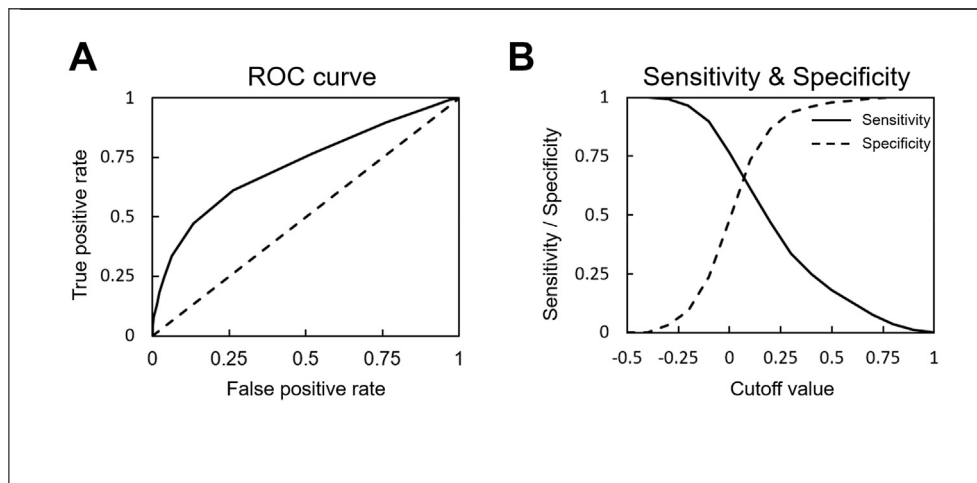 A
ROC curve
True positive rate
1
0.75
0.5
0.25
0
0 0.25 0.5 0.75 1
False positive rate
B
Sensitivity & Specificity
Sensitivity / Specificity
1
0.75
0.5
0.25
0
Sensitivity
Specificity
-0.5 -0.25 0 0.25 0.5 0.75 1
Cutoff value